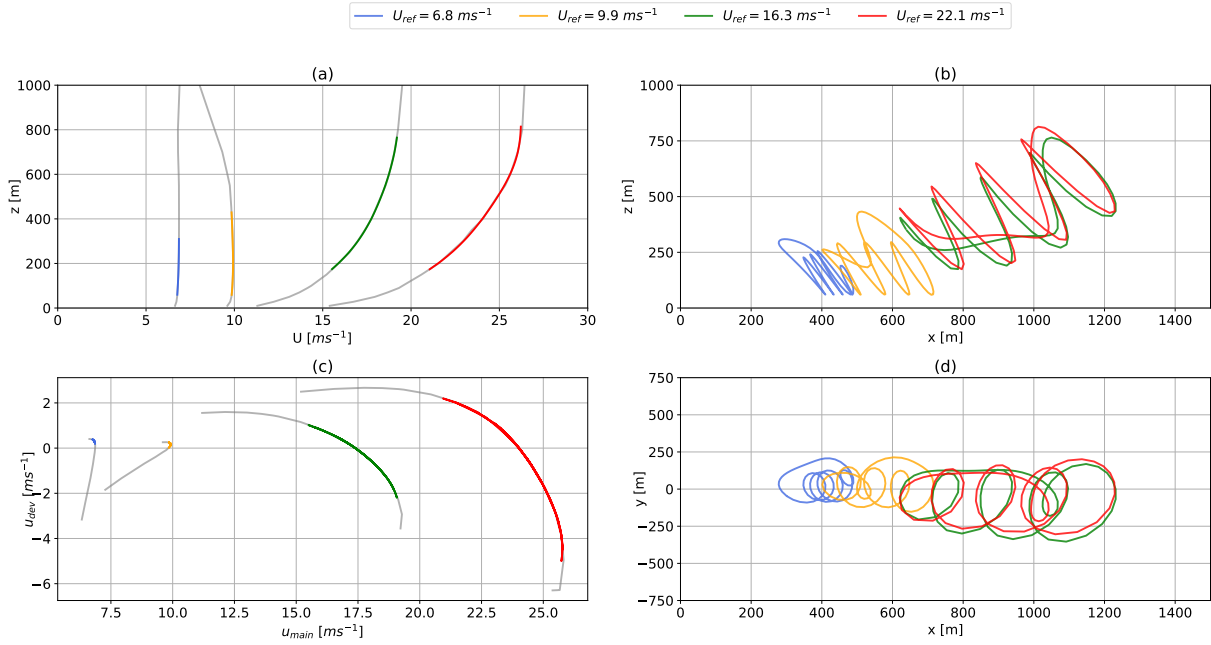 U_ref = 6.8 ms⁻¹ U_ref = 9.9 ms⁻¹ U_ref = 16.3 ms⁻¹ U_ref = 22.1 ms⁻¹
(a)
1000
800
600
400
200
0
z [m]
0 5 10 15 20 25 30
U [ms⁻¹]
(b)
1000
750
500
250
0
z [m]
0 200 400 600 800 1000 1200 1400
x [m]
(c)
2
0
−2
−4
−6
u_dev [ms⁻¹]
7.5 10.0 12.5 15.0 17.5 20.0 22.5 25.0
u_main [ms⁻¹]
(d)
750
500
250
0
−250
−500
−750
y [m]
0 200 400 600 800 1000 1200 1400
x [m]